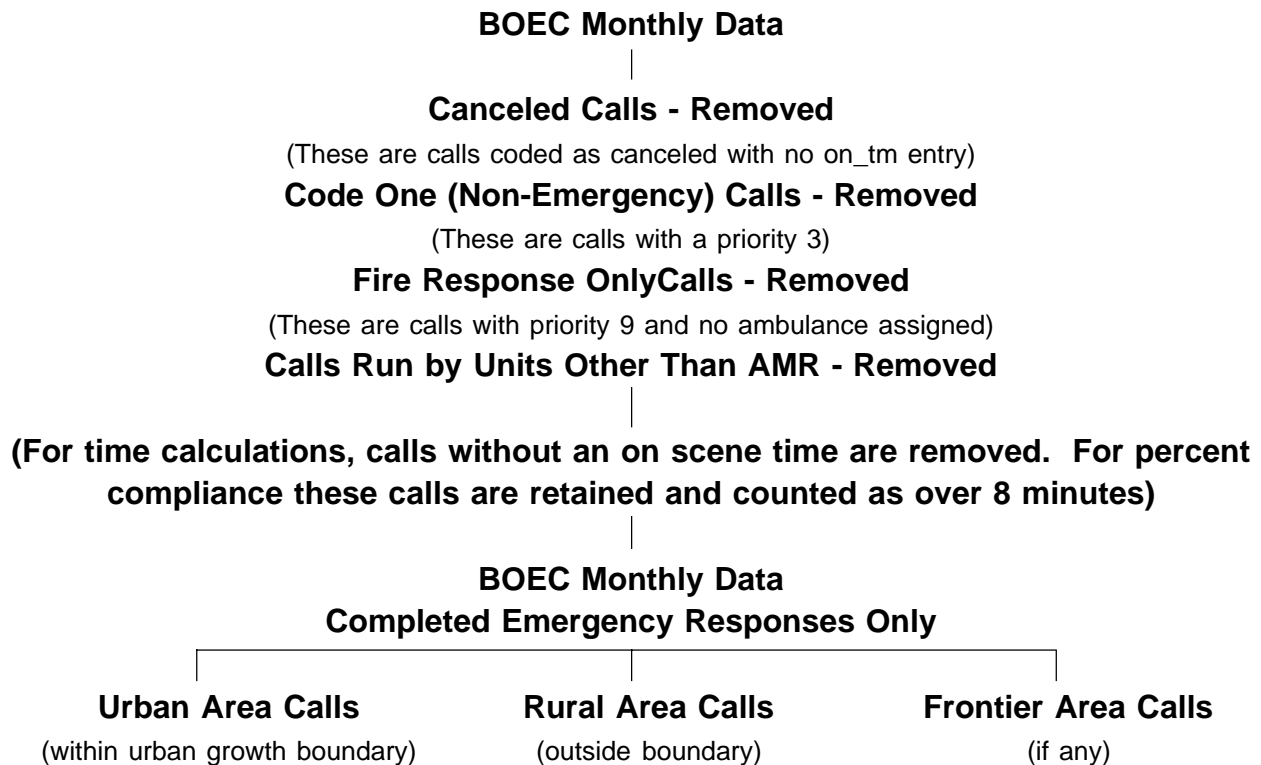 BOEC Monthly Data
Canceled Calls - Removed
(These are calls coded as canceled with no on_tm entry)
Code One (Non-Emergency) Calls - Removed
(These are calls with a priority 3)
Fire Response OnlyCalls - Removed
(These are calls with priority 9 and no ambulance assigned)
Calls Run by Units Other Than AMR - Removed
(For time calculations, calls without an on scene time are removed. For percent
compliance these calls are retained and counted as over 8 minutes)
BOEC Monthly Data
Completed Emergency Responses Only
Urban Area Calls Rural Area Calls Frontier Area Calls
(within urban growth boundary) (outside boundary) (if any)